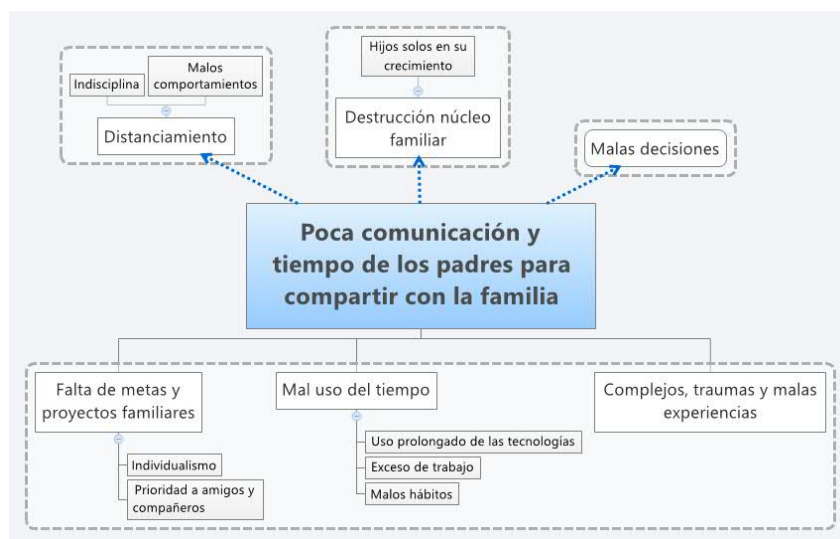 Hijos solos en su
crecimiento
Malos
comportamientos
Indisciplina
Distanciamiento
Destrucción núcleo
familiar
Malas decisiones
Poca comunicación y
tiempo de los padres para
compartir con la familia
Falta de metas y
proyectos familiares
Mal uso del tiempo
Complejos, traumas y malas
experiencias
Individualismo
Prioridad a amigos y
compañeros
Uso prolongado de las tecnologías
Exceso de trabajo
Malos hábitos